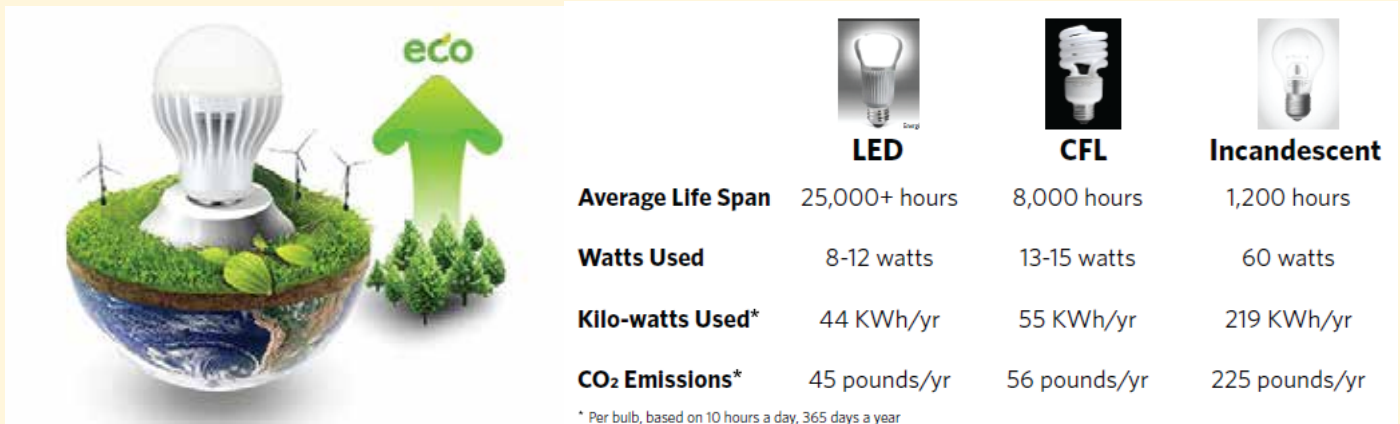 eco
Energi
LED CFL Incandescent
Average Life Span 25,000+ hours 8,000 hours 1,200 hours
Watts Used 8-12 watts 13-15 watts 60 watts
Kilo-watts Used* 44 KWh/yr 55 KWh/yr 219 KWh/yr
CO₂ Emissions* 45 pounds/yr 56 pounds/yr 225 pounds/yr
* Per bulb, based on 10 hours a day, 365 days a year